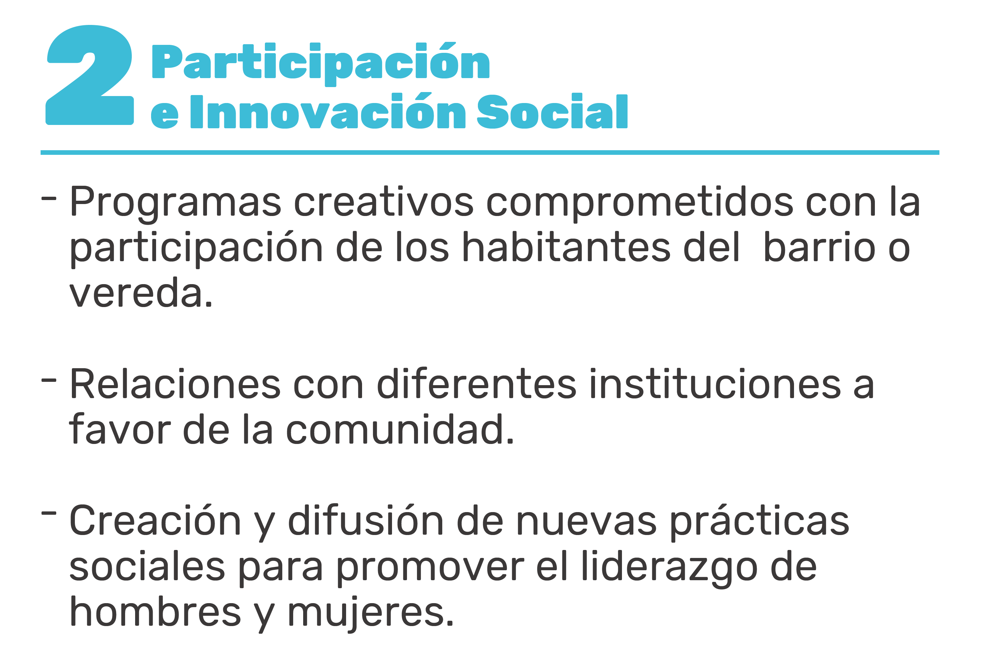 2 Participación
e Innovación Social
– Programas creativos comprometidos con la
participación de los habitantes del barrio o
vereda.
– Relaciones con diferentes instituciones a
favor de la comunidad.
– Creación y difusión de nuevas prácticas
sociales para promover el liderazgo de
hombres y mujeres.